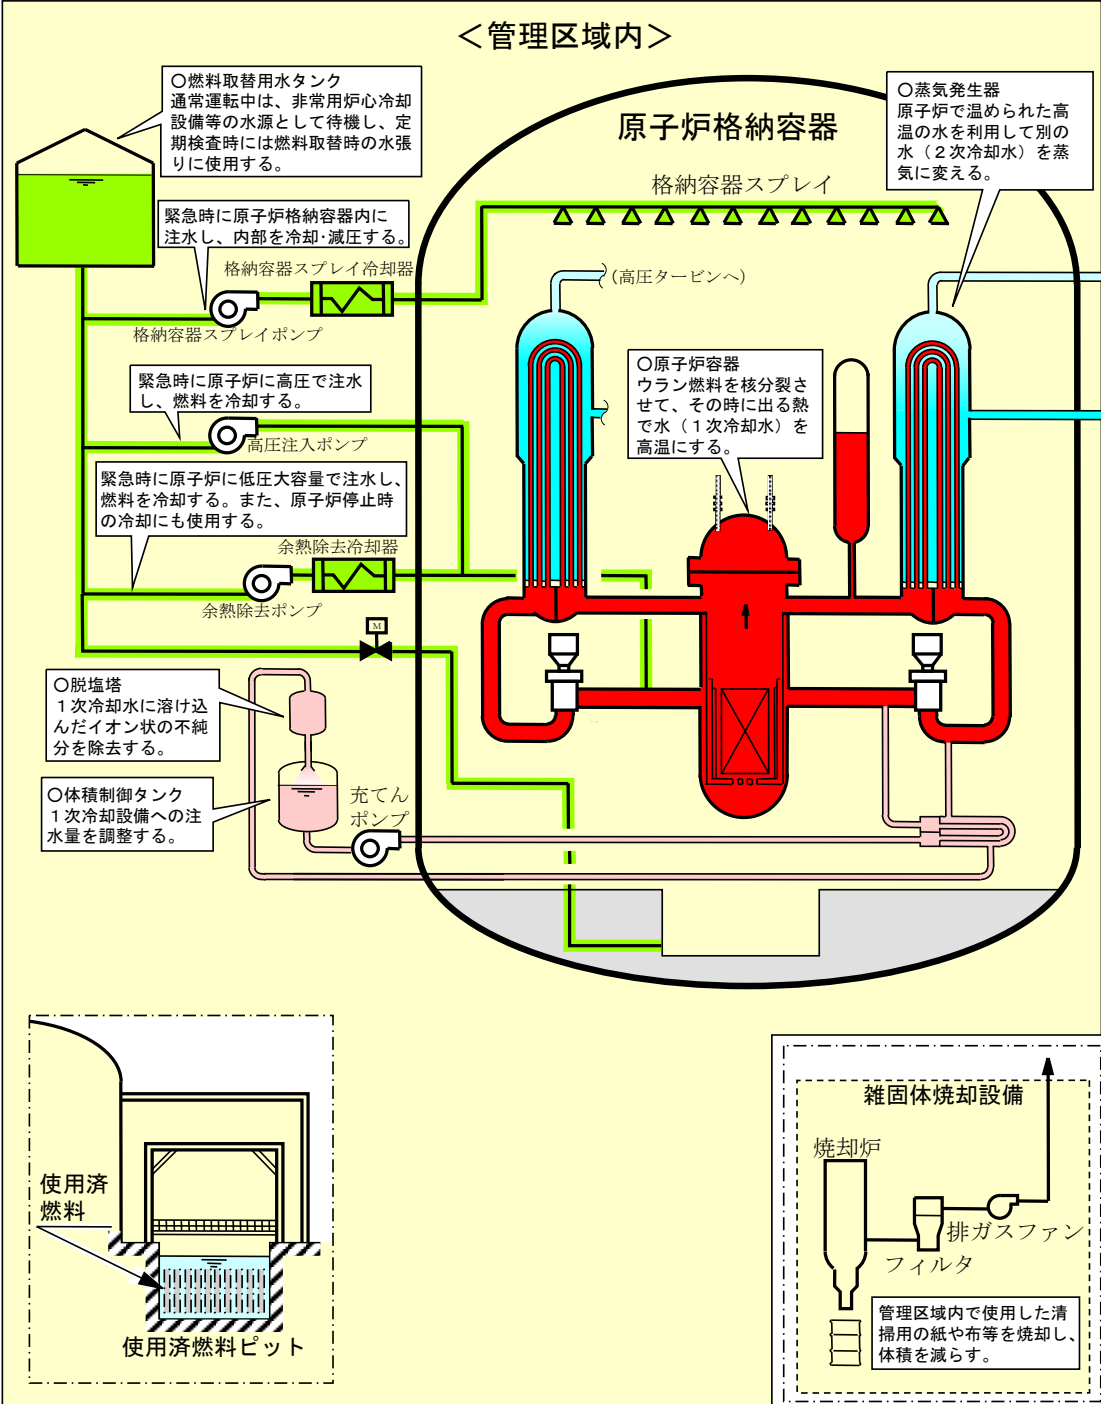 ＜管理区域内＞
○燃料取替用水タンク
通常運転中は、非常用炉心冷却
設備等の水源として待機し、定
期検査時には燃料取替時の水張
りに使用する。
○蒸気発生器
原子炉で温められた高
温の水を利用して別の
水（２次冷却水）を蒸
気に変える。
原子炉格納容器
格納容器スプレイ
緊急時に原子炉格納容器内に
注水し、内部を冷却･減圧する。
格納容器スプレイ冷却器
(高圧タービンへ)
格納容器スプレイポンプ
○原子炉容器
ウラン燃料を核分裂さ
せて、その時に出る熱
で水（１次冷却水）を
高温にする。
緊急時に原子炉に高圧で注水
し、燃料を冷却する。
高圧注入ポンプ
緊急時に原子炉に低圧大容量で注水し、
燃料を冷却する。また、原子炉停止時
の冷却にも使用する。
余熱除去冷却器
余熱除去ポンプ
M
○脱塩塔
１次冷却水に溶け込
んだイオン状の不純
分を除去する。
○体積制御タンク
１次冷却設備への注
水量を調整する。
充てん
ポンプ
使用済
燃料
使用済燃料ピット
雑固体焼却設備
焼却炉
排ガスファン
フィルタ
管理区域内で使用した清
掃用の紙や布等を焼却し、
体積を減らす。